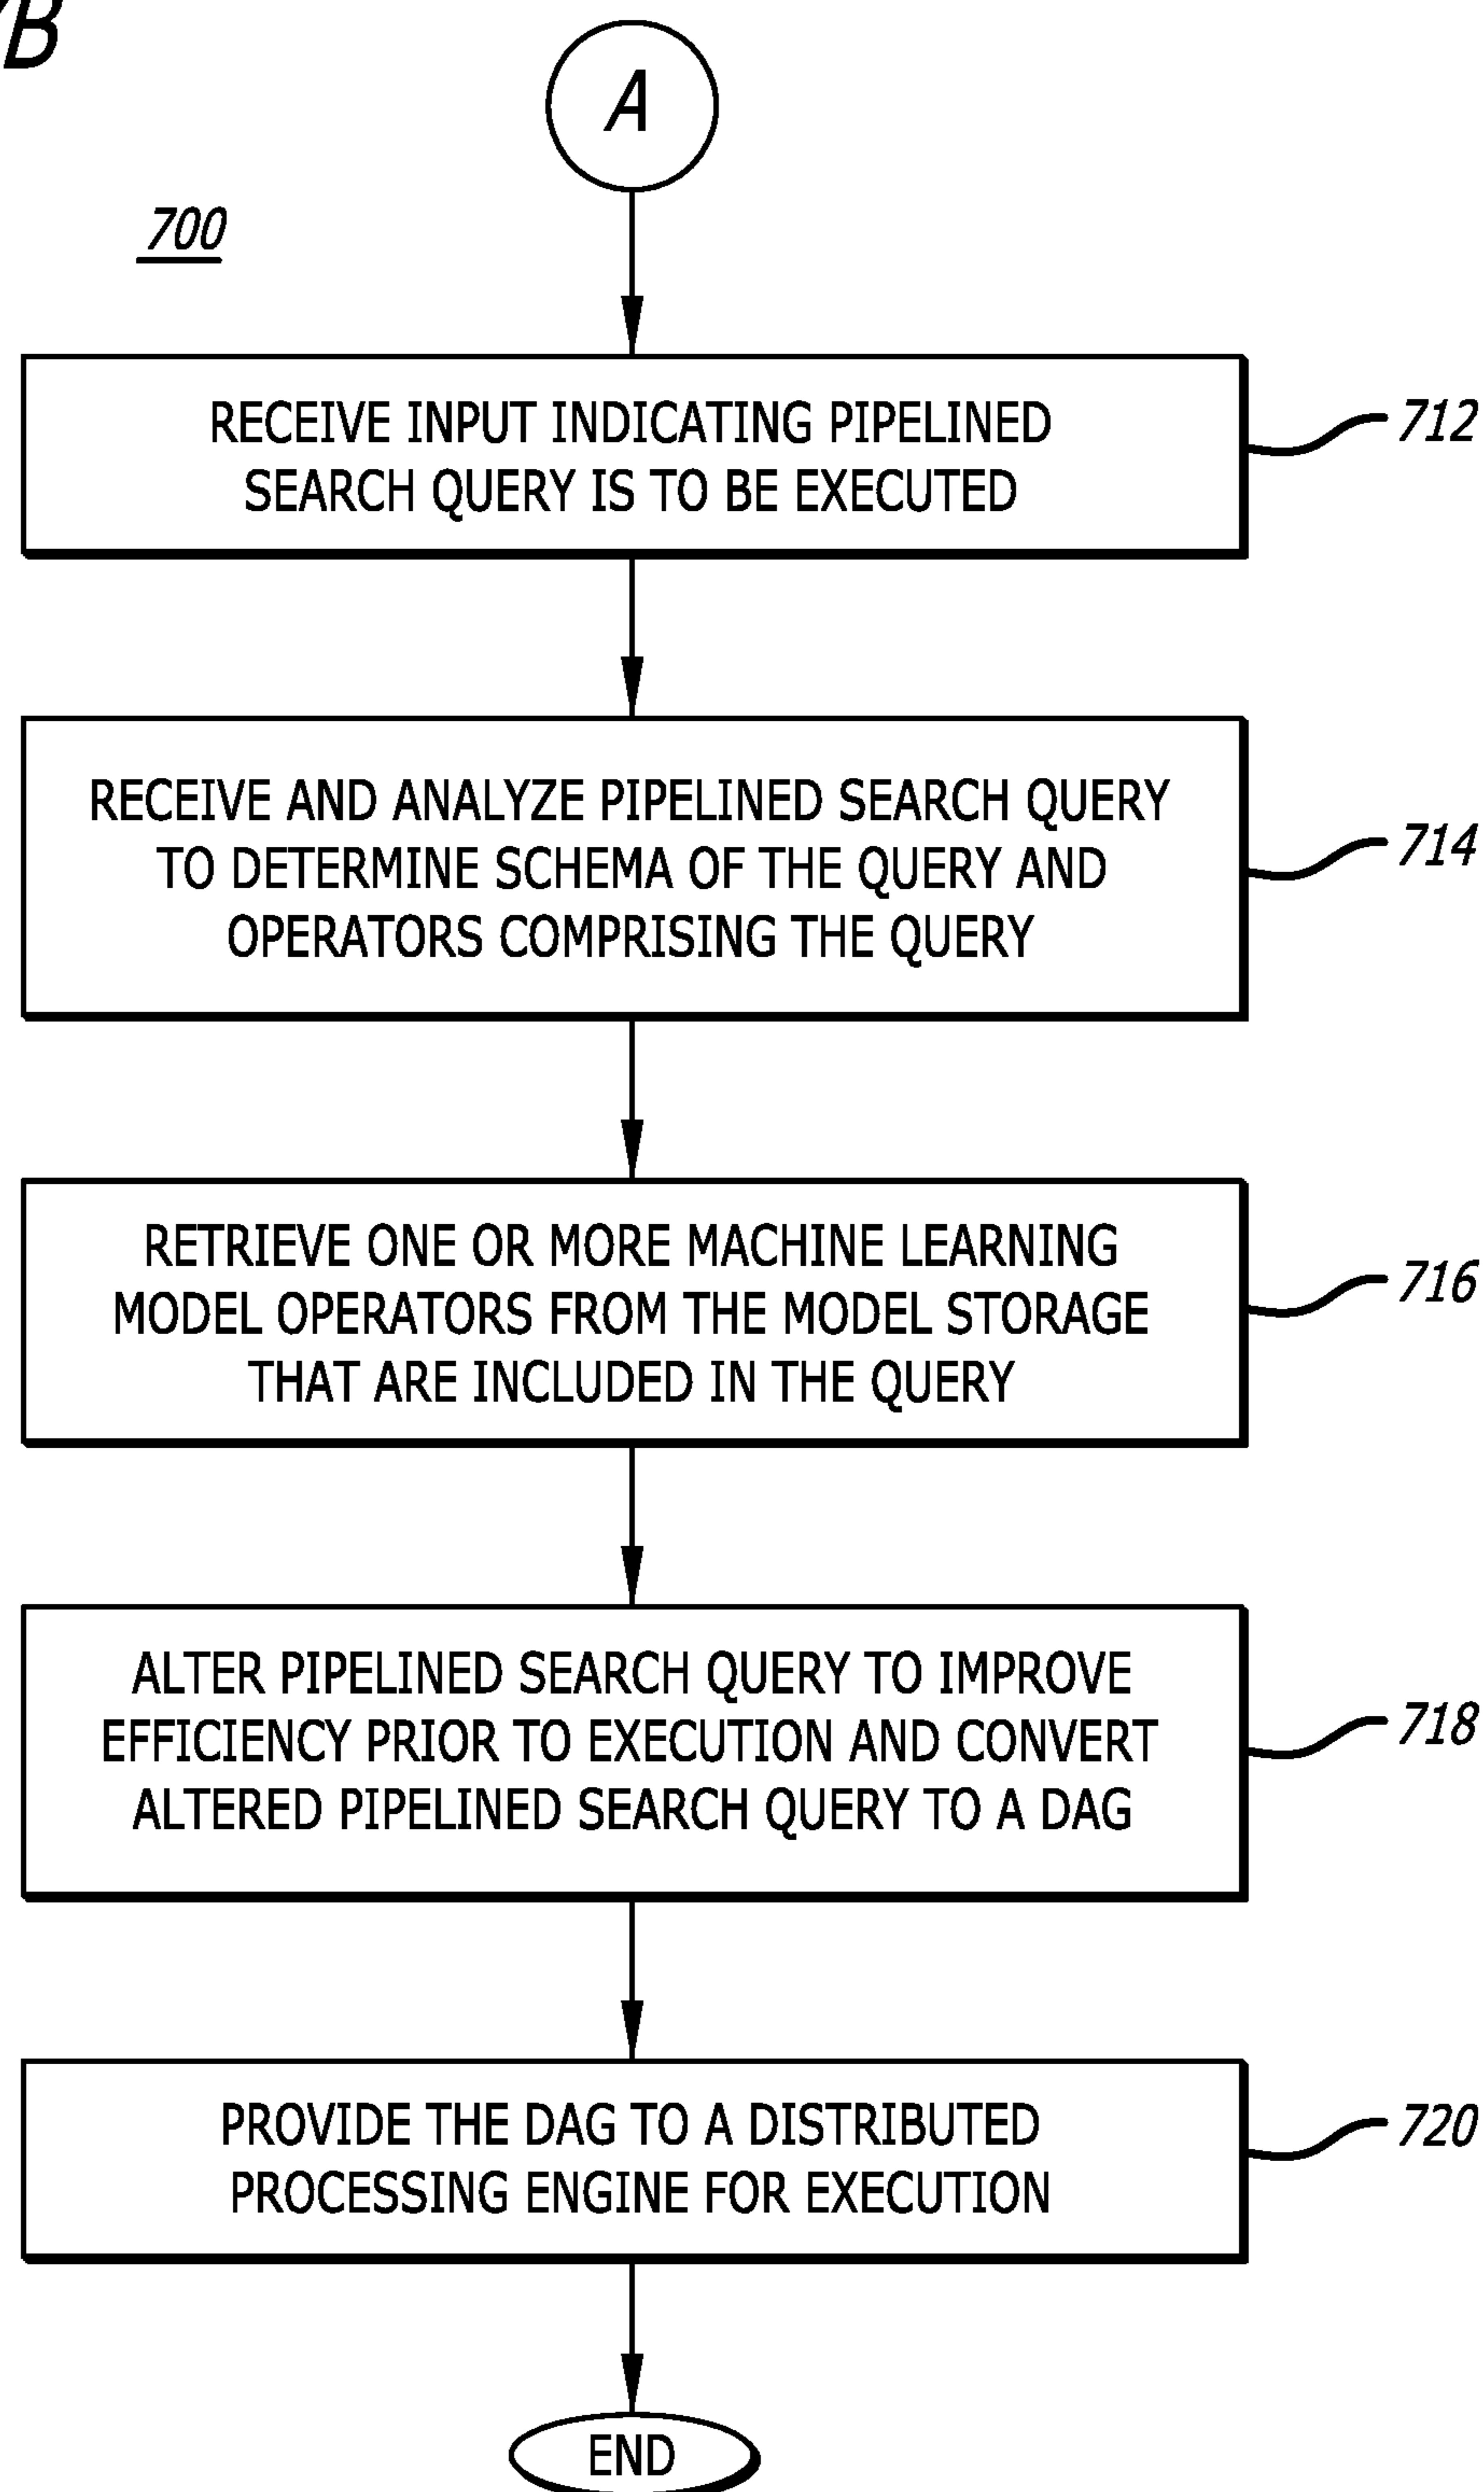 B
A
700
RECEIVE INPUT INDICATING PIPELINED
SEARCH QUERY IS TO BE EXECUTED
712
RECEIVE AND ANALYZE PIPELINED SEARCH QUERY
TO DETERMINE SCHEMA OF THE QUERY AND
OPERATORS COMPRISING THE QUERY
714
RETRIEVE ONE OR MORE MACHINE LEARNING
MODEL OPERATORS FROM THE MODEL STORAGE
THAT ARE INCLUDED IN THE QUERY
716
ALTER PIPELINED SEARCH QUERY TO IMPROVE
EFFICIENCY PRIOR TO EXECUTION AND CONVERT
ALTERED PIPELINED SEARCH QUERY TO A DAG
718
PROVIDE THE DAG TO A DISTRIBUTED
PROCESSING ENGINE FOR EXECUTION
720
END